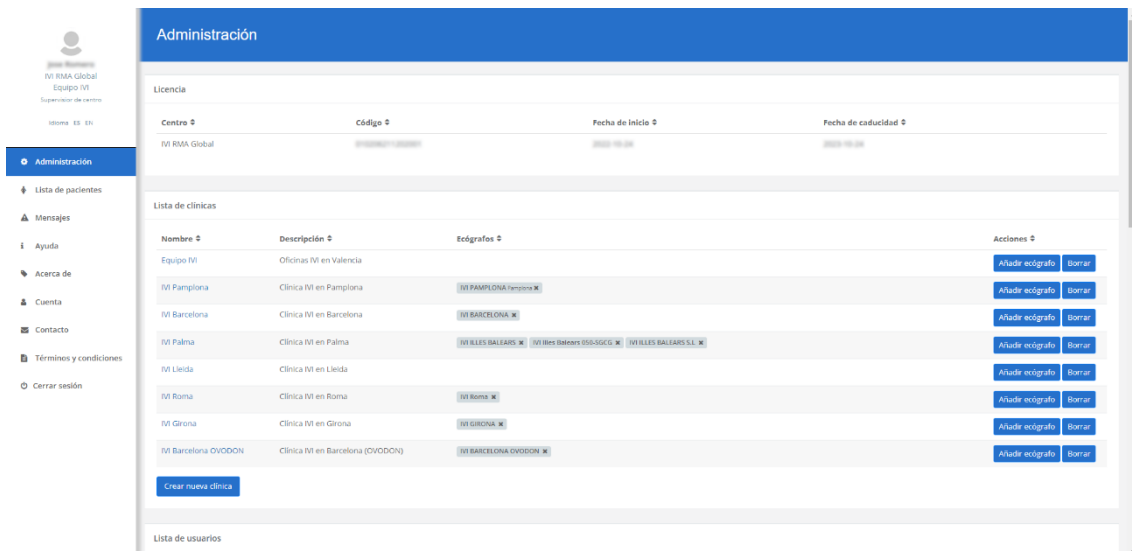 Administración
IVI RMA Global
Equipo IVI
Supervisor de centro
Idioma ES EN
Administración
Lista de pacientes
Mensajes
Ayuda
Acerca de
Cuenta
Contacto
Términos y condiciones
Cerrar sesión
Licencia
Centro Código Fecha de inicio Fecha de caducidad
IVI RMA Global
Lista de clínicas
Nombre Descripción Ecógrafos Acciones
Equipo IVI Oficinas IVI en Valencia Añadir ecógrafo Borrar
IVI Pamplona Clínica IVI en Pamplona IVI PAMPLONA Pamplona Añadir ecógrafo Borrar
IVI Barcelona Clínica IVI en Barcelona IVI BARCELONA Añadir ecógrafo Borrar
IVI Palma Clínica IVI en Palma IVI ILLES BALEARS IVI Illes Balears 050-SGCG IVI ILLES BALEARS S.L Añadir ecógrafo Borrar
IVI Lleida Clínica IVI en Lleida Añadir ecógrafo Borrar
IVI Roma Clínica IVI en Roma IVI Roma Añadir ecógrafo Borrar
IVI Girona Clínica IVI en Girona IVI GIRONA Añadir ecógrafo Borrar
IVI Barcelona OVODON Clínica IVI en Barcelona (OVODON) IVI BARCELONA OVODON Añadir ecógrafo Borrar
Crear nueva clínica
Lista de usuarios